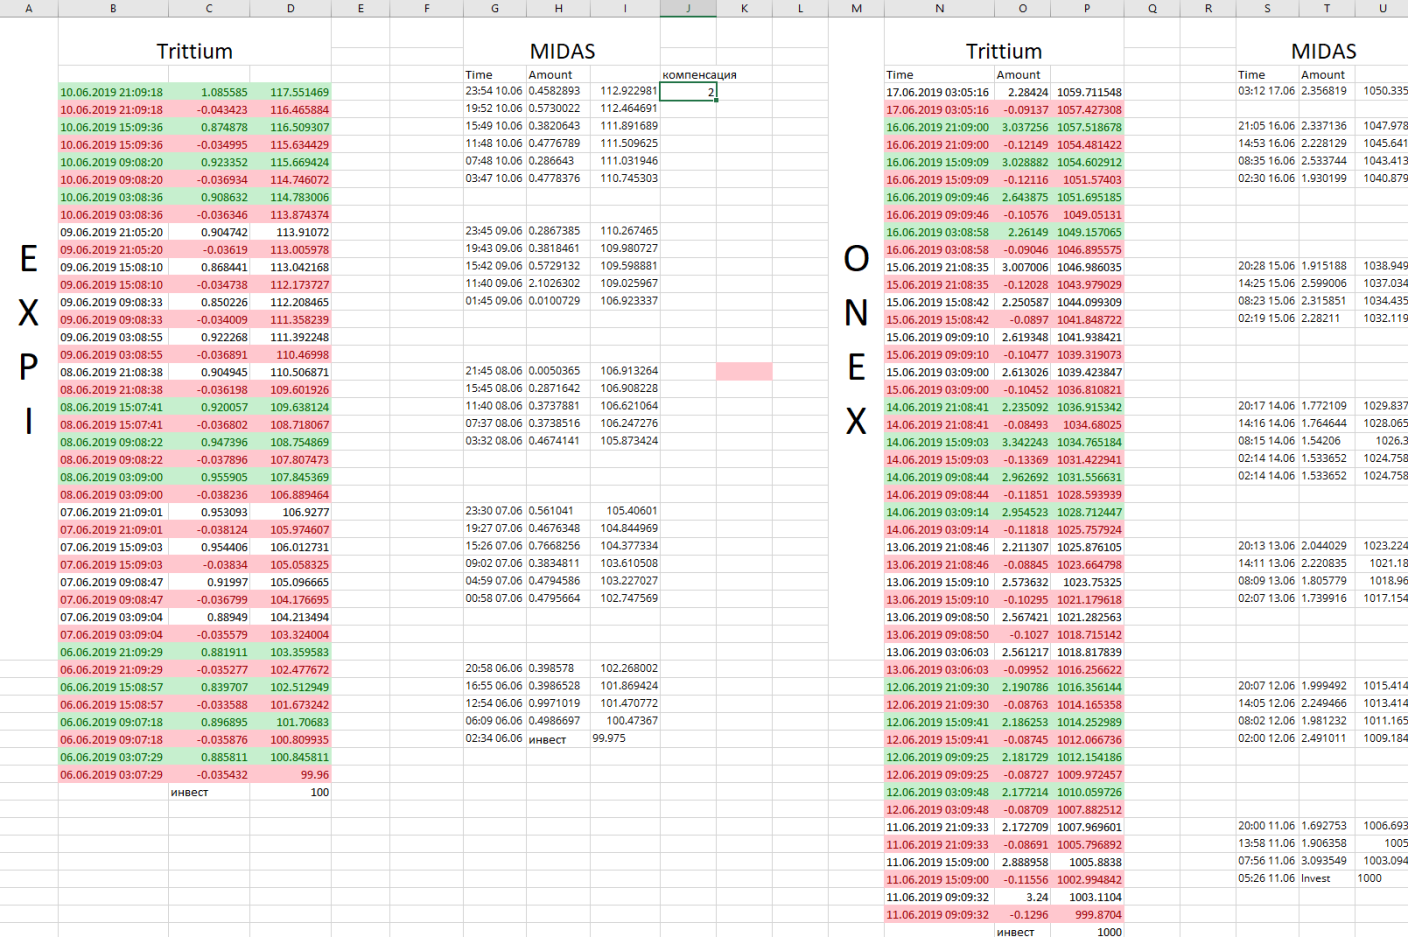 A B C D E F G H I J K L M N O P Q R S T U
Trittium MIDAS Trittium MIDAS
Time Amount компенсация Time Amount Time Amount
10.06.2019 21:09:18 1.085585 117.551469 23:54 10.06 0.4582893 112.922981 2 17.06.2019 03:05:16 2.28424 1059.711548 03:12 17.06 2.356819 1050.335
10.06.2019 21:09:18 -0.043423 116.465884 19:52 10.06 0.5730022 112.464691 17.06.2019 03:05:16 -0.09137 1057.427308
10.06.2019 15:09:36 0.874878 116.509307 15:49 10.06 0.3820643 111.891689 16.06.2019 21:09:00 3.037256 1057.518678 21:05 16.06 2.337136 1047.978
10.06.2019 15:09:36 -0.034995 115.634429 11:48 10.06 0.4776789 111.509625 16.06.2019 21:09:00 -0.12149 1054.481422 14:53 16.06 2.228129 1045.641
10.06.2019 09:08:20 0.923352 115.669424 07:48 10.06 0.286643 111.031946 16.06.2019 15:09:09 3.028882 1054.602912 08:35 16.06 2.533744 1043.413
10.06.2019 09:08:20 -0.036934 114.746072 03:47 10.06 0.4778376 110.745303 16.06.2019 15:09:09 -0.12116 1051.57403 02:30 16.06 1.930199 1040.879
10.06.2019 03:08:36 0.908632 114.783006 16.06.2019 09:09:46 2.643875 1051.695185
10.06.2019 03:08:36 -0.036346 113.874374 16.06.2019 09:09:46 -0.10576 1049.05131
09.06.2019 21:05:20 0.904742 113.91072 23:45 09.06 0.2867385 110.267465 16.06.2019 03:08:58 2.26149 1049.157065
09.06.2019 21:05:20 -0.03619 113.005978 19:43 09.06 0.3818461 109.980727 16.06.2019 03:08:58 -0.09046 1046.895575
E O
09.06.2019 15:08:10 0.868441 113.042168 15:42 09.06 0.5729132 109.598881 15.06.2019 21:08:35 3.007006 1046.986035 20:28 15.06 1.915188 1038.949
09.06.2019 15:08:10 -0.034738 112.173727 11:40 09.06 2.1026302 109.025967 15.06.2019 21:08:35 -0.12028 1043.979029 14:25 15.06 2.599006 1037.034
09.06.2019 09:08:33 0.850226 112.208465 01:45 09.06 0.0100729 106.923337 15.06.2019 15:08:42 2.250587 1044.099309 08:23 15.06 2.315851 1034.435
X N
09.06.2019 09:08:33 -0.034009 111.358239 15.06.2019 15:08:42 -0.0897 1041.848722 02:19 15.06 2.28211 1032.119
09.06.2019 03:08:55 0.922268 111.392248 15.06.2019 09:09:10 2.619348 1041.938421
09.06.2019 03:08:55 -0.036891 110.46998 15.06.2019 09:09:10 -0.10477 1039.319073
P E
08.06.2019 21:08:38 0.904945 110.506871 21:45 08.06 0.0050365 106.913264 15.06.2019 03:09:00 2.613026 1039.423847
08.06.2019 21:08:38 -0.036198 109.601926 15:45 08.06 0.2871642 106.908228 15.06.2019 03:09:00 -0.10452 1036.810821
08.06.2019 15:07:41 0.920057 109.638124 11:40 08.06 0.3737881 106.621064 14.06.2019 21:08:41 2.235092 1036.915342 20:17 14.06 1.772109 1029.837
I X
08.06.2019 15:07:41 -0.036802 108.718067 07:37 08.06 0.3738516 106.247276 14.06.2019 21:08:41 -0.08493 1034.68025 14:16 14.06 1.764644 1028.065
08.06.2019 09:08:22 0.947396 108.754869 03:32 08.06 0.4674141 105.873424 14.06.2019 15:09:03 3.342243 1034.765184 08:15 14.06 1.54206 1026.3
08.06.2019 09:08:22 -0.037896 107.807473 14.06.2019 15:09:03 -0.13369 1031.422941 02:14 14.06 1.533652 1024.758
08.06.2019 03:09:00 0.955905 107.845369 14.06.2019 09:08:44 2.962692 1031.556631 02:14 14.06 1.533652 1024.758
08.06.2019 03:09:00 -0.038236 106.889464 14.06.2019 09:08:44 -0.11851 1028.593939
07.06.2019 21:09:01 0.953093 106.9277 23:30 07.06 0.561041 105.40601 14.06.2019 03:09:14 2.954523 1028.712447
07.06.2019 21:09:01 -0.038124 105.974607 19:27 07.06 0.4676348 104.844969 14.06.2019 03:09:14 -0.11818 1025.757924
07.06.2019 15:09:03 0.954406 106.012731 15:26 07.06 0.7668256 104.377334 13.06.2019 21:08:46 2.211307 1025.876105 20:13 13.06 2.044029 1023.224
07.06.2019 15:09:03 -0.03834 105.058325 09:02 07.06 0.3834811 103.610508 13.06.2019 21:08:46 -0.08845 1023.664798 14:11 13.06 2.220835 1021.18
07.06.2019 09:08:47 0.91997 105.096665 04:59 07.06 0.4794586 103.227027 13.06.2019 15:09:10 2.573632 1023.75325 08:09 13.06 1.805779 1018.96
07.06.2019 09:08:47 -0.036799 104.176695 00:58 07.06 0.4795664 102.747569 13.06.2019 15:09:10 -0.10295 1021.179618 02:07 13.06 1.739916 1017.154
07.06.2019 03:09:04 0.88949 104.213494 13.06.2019 09:08:50 2.567421 1021.282563
07.06.2019 03:09:04 -0.035579 103.324004 13.06.2019 09:08:50 -0.1027 1018.715142
06.06.2019 21:09:29 0.881911 103.359583 13.06.2019 03:06:03 2.561217 1018.817839
06.06.2019 21:09:29 -0.035277 102.477672 20:58 06.06 0.398578 102.268002 13.06.2019 03:06:03 -0.09952 1016.256622
06.06.2019 15:08:57 0.839707 102.512949 16:55 06.06 0.3986528 101.869424 12.06.2019 21:09:30 2.190786 1016.356144 20:07 12.06 1.999492 1015.414
06.06.2019 15:08:57 -0.033588 101.673242 12:54 06.06 0.9971019 101.470772 12.06.2019 21:09:30 -0.08763 1014.165358 14:05 12.06 2.249466 1013.414
06.06.2019 09:07:18 0.896895 101.70683 06:09 06.06 0.4986697 100.47367 12.06.2019 15:09:41 2.186253 1014.252989 08:02 12.06 1.981232 1011.165
06.06.2019 09:07:18 -0.035876 100.809935 02:34 06.06 инвест 99.975 12.06.2019 15:09:41 -0.08745 1012.066736 02:00 12.06 2.491011 1009.184
06.06.2019 03:07:29 0.885811 100.845811 12.06.2019 09:09:25 2.181729 1012.154186
06.06.2019 03:07:29 -0.035432 99.96 12.06.2019 09:09:25 -0.08727 1009.972457
инвест 100 12.06.2019 03:09:48 2.177214 1010.059726
12.06.2019 03:09:48 -0.08709 1007.882512
11.06.2019 21:09:33 2.172709 1007.969601 20:00 11.06 1.692753 1006.693
11.06.2019 21:09:33 -0.08691 1005.796892 13:58 11.06 1.906358 1005
11.06.2019 15:09:00 2.888958 1005.8838 07:56 11.06 3.093549 1003.094
11.06.2019 15:09:00 -0.11556 1002.994842 05:26 11.06 Invest 1000
11.06.2019 09:09:32 3.24 1003.1104
11.06.2019 09:09:32 -0.1296 999.8704
инвест 1000